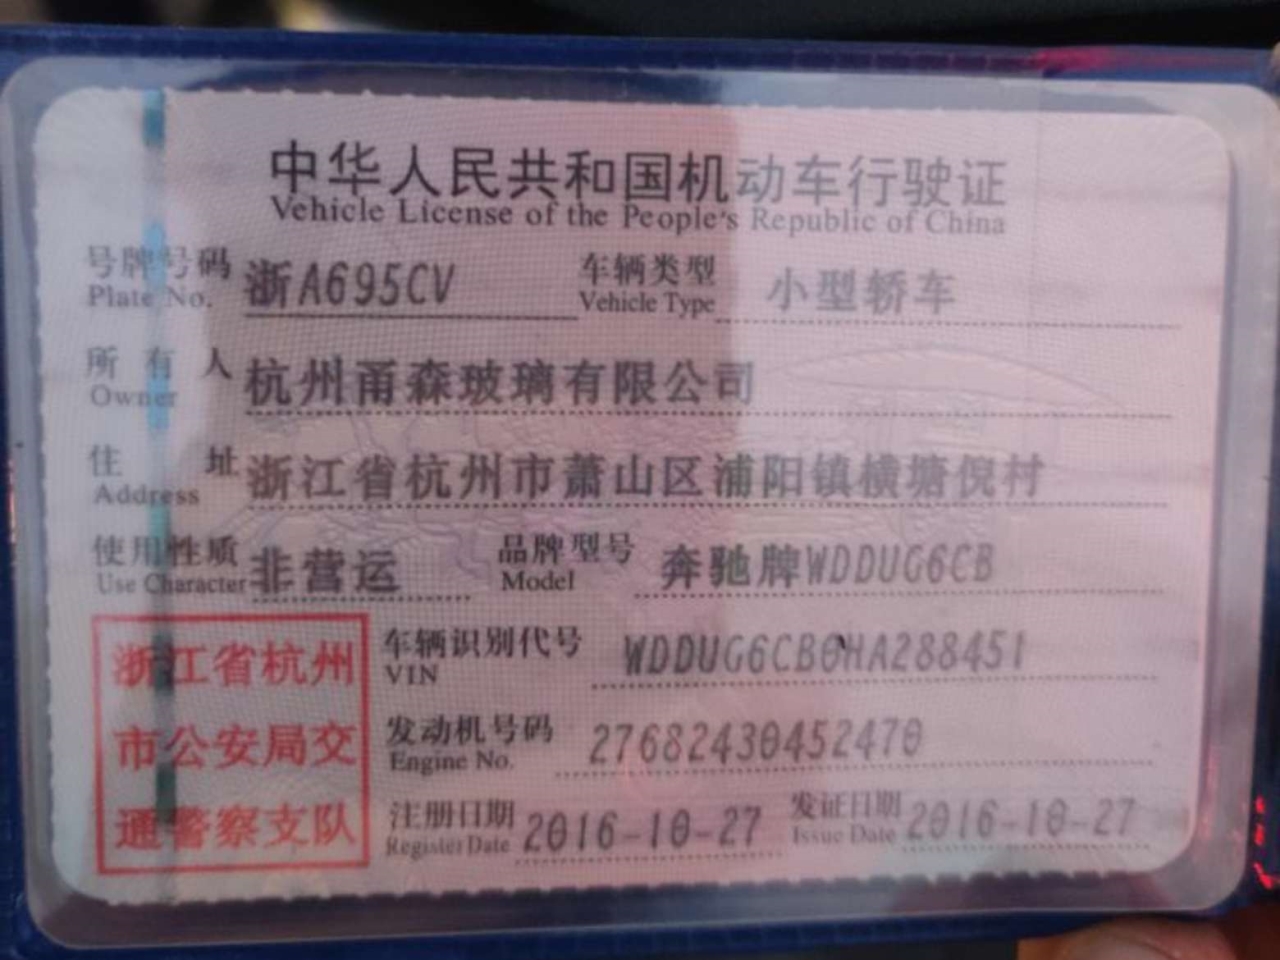 中华人民共和国机动车行驶证
Vehicle License of the People's Republic of China
号牌号码 浙A695CV 车辆类型 小型轿车
Plate No. Vehicle Type
所有人 杭州甬森玻璃有限公司
Owner
住址 浙江省杭州市萧山区浦阳镇横塘倪村
Address
使用性质 非营运 品牌型号 奔驰牌WDDUG6CB
Use Character Model
车辆识别代号 WDDUG6CB0HA288451
VIN
发动机号码 27682430452470
Engine No.
注册日期 2016-10-27 发证日期 2016-10-27
Register Date Issue Date
浙江省杭州
市公安局交
通警察支队